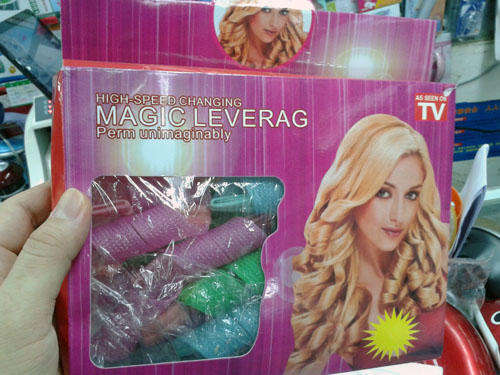 HIGH-SPEED CHANGING
MAGIC LEVERAG
Perm unimaginably
AS SEEN ON
TV